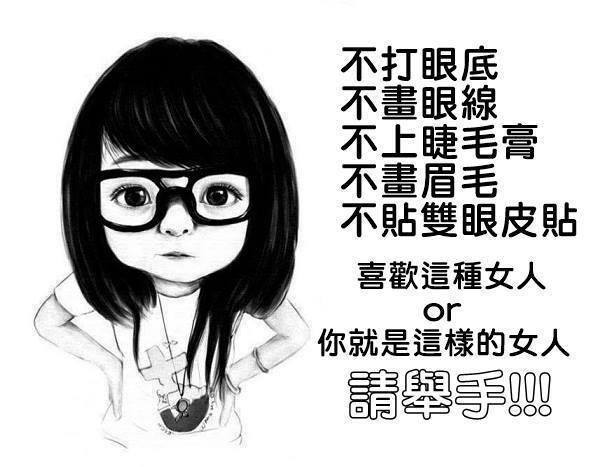 不打眼底
不畫眼線
不上睫毛膏
不畫眉毛
不貼雙眼皮貼
喜歡這種女人
or
你就是這樣的女人
請舉手!!!